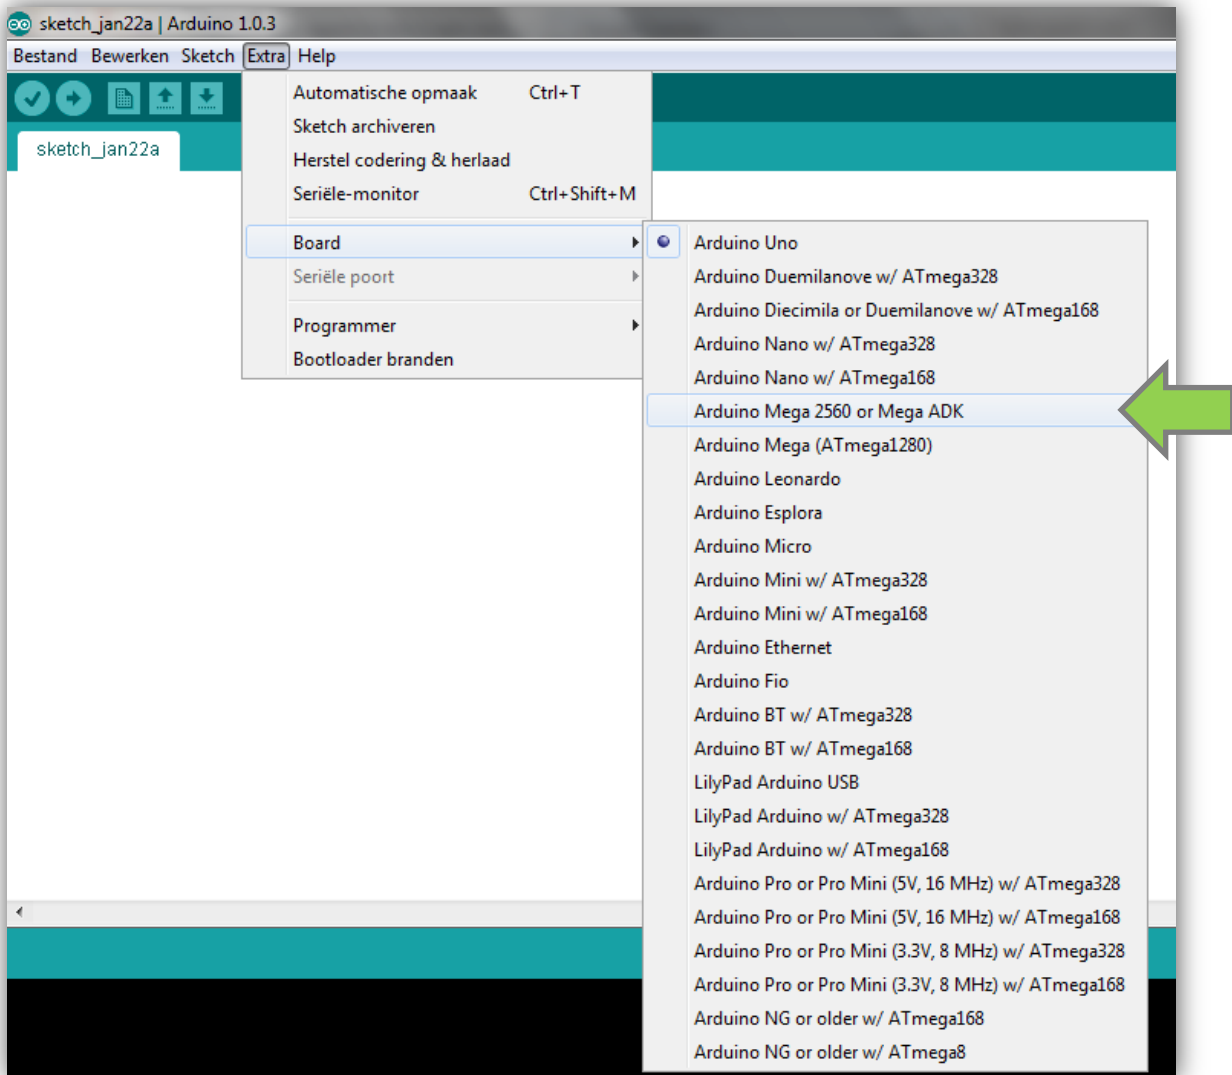 sketch_jan22a | Arduino 1.0.3
Bestand Bewerken Sketch Extra Help
Automatische opmaak Ctrl+T
Sketch archiveren
sketch_jan22a
Herstel codering & herlaad
Seriële-monitor Ctrl+Shift+M
Board
Seriële poort
Programmer
Bootloader branden
Arduino Uno
Arduino Duemilanove w/ ATmega328
Arduino Diecimila or Duemilanove w/ ATmega168
Arduino Nano w/ ATmega328
Arduino Nano w/ ATmega168
Arduino Mega 2560 or Mega ADK
Arduino Mega (ATmega1280)
Arduino Leonardo
Arduino Esplora
Arduino Micro
Arduino Mini w/ ATmega328
Arduino Mini w/ ATmega168
Arduino Ethernet
Arduino Fio
Arduino BT w/ ATmega328
Arduino BT w/ ATmega168
LilyPad Arduino USB
LilyPad Arduino w/ ATmega328
LilyPad Arduino w/ ATmega168
Arduino Pro or Pro Mini (5V, 16 MHz) w/ ATmega328
Arduino Pro or Pro Mini (5V, 16 MHz) w/ ATmega168
Arduino Pro or Pro Mini (3.3V, 8 MHz) w/ ATmega328
Arduino Pro or Pro Mini (3.3V, 8 MHz) w/ ATmega168
Arduino NG or older w/ ATmega168
Arduino NG or older w/ ATmega8